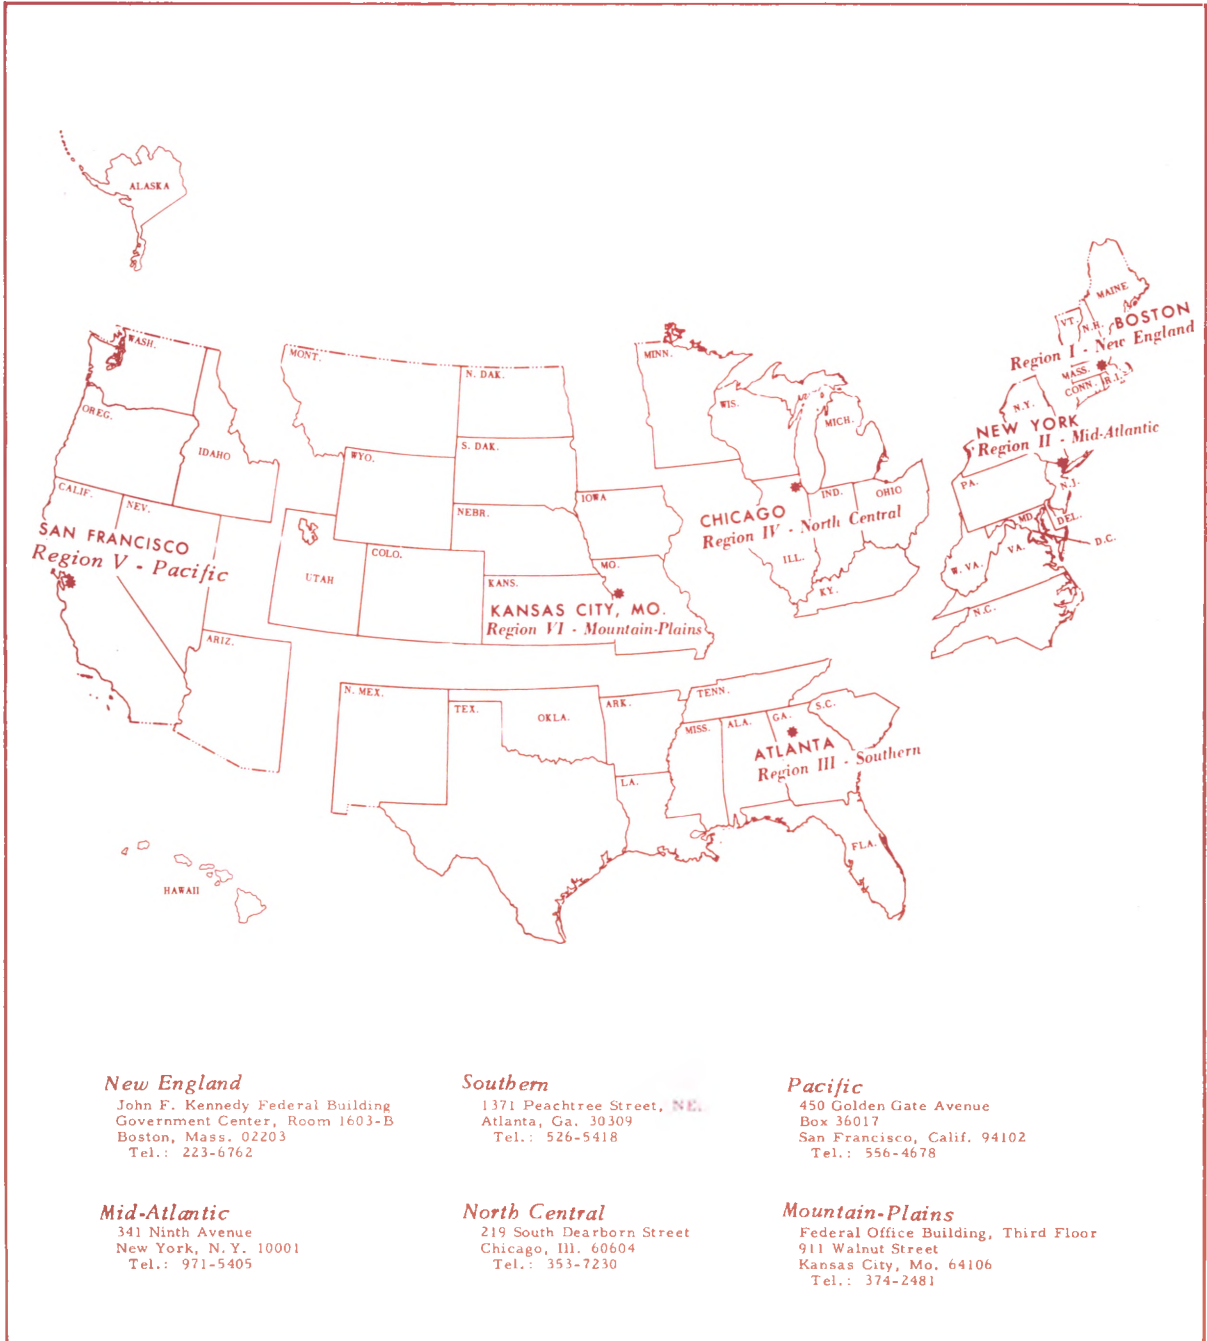 ALASKA
WASH.
OREG.
IDAHO
MONT.
WYO.
N. DAK.
S. DAK.
NEBR.
MINN.
WIS.
MICH.
IOWA
CALIF.
NEV.
UTAH
COLO.
KANS.
MO.
ILL.
IND.
OHIO
KY.
MAINE
VT.
N.H.
MASS.
CONN.
R.I.
N.Y.
PA.
N.J.
MD.
DEL.
D.C.
VA.
W. VA.
N.C.
BOSTON
Region I - New England
NEW YORK
Region II - Mid-Atlantic
CHICAGO
Region IV - North Central
SAN FRANCISCO
Region V - Pacific
KANSAS CITY, MO.
Region VI - Mountain-Plains
ARIZ.
N. MEX.
TEX.
OKLA.
ARK.
LA.
TENN.
MISS.
ALA.
GA.
S.C.
ATLANTA
Region III - Southern
FLA.
HAWAII
New England
John F. Kennedy Federal Building
Government Center, Room 1603-B
Boston, Mass. 02203
Tel.: 223-6762
Southern
1371 Peachtree Street, NE.
Atlanta, Ga. 30309
Tel.: 526-5418
Pacific
450 Golden Gate Avenue
Box 36017
San Francisco, Calif. 94102
Tel.: 556-4678
Mid-Atlantic
341 Ninth Avenue
New York, N.Y. 10001
Tel.: 971-5405
North Central
219 South Dearborn Street
Chicago, Ill. 60604
Tel.: 353-7230
Mountain-Plains
Federal Office Building, Third Floor
911 Walnut Street
Kansas City, Mo. 64106
Tel.: 374-2481